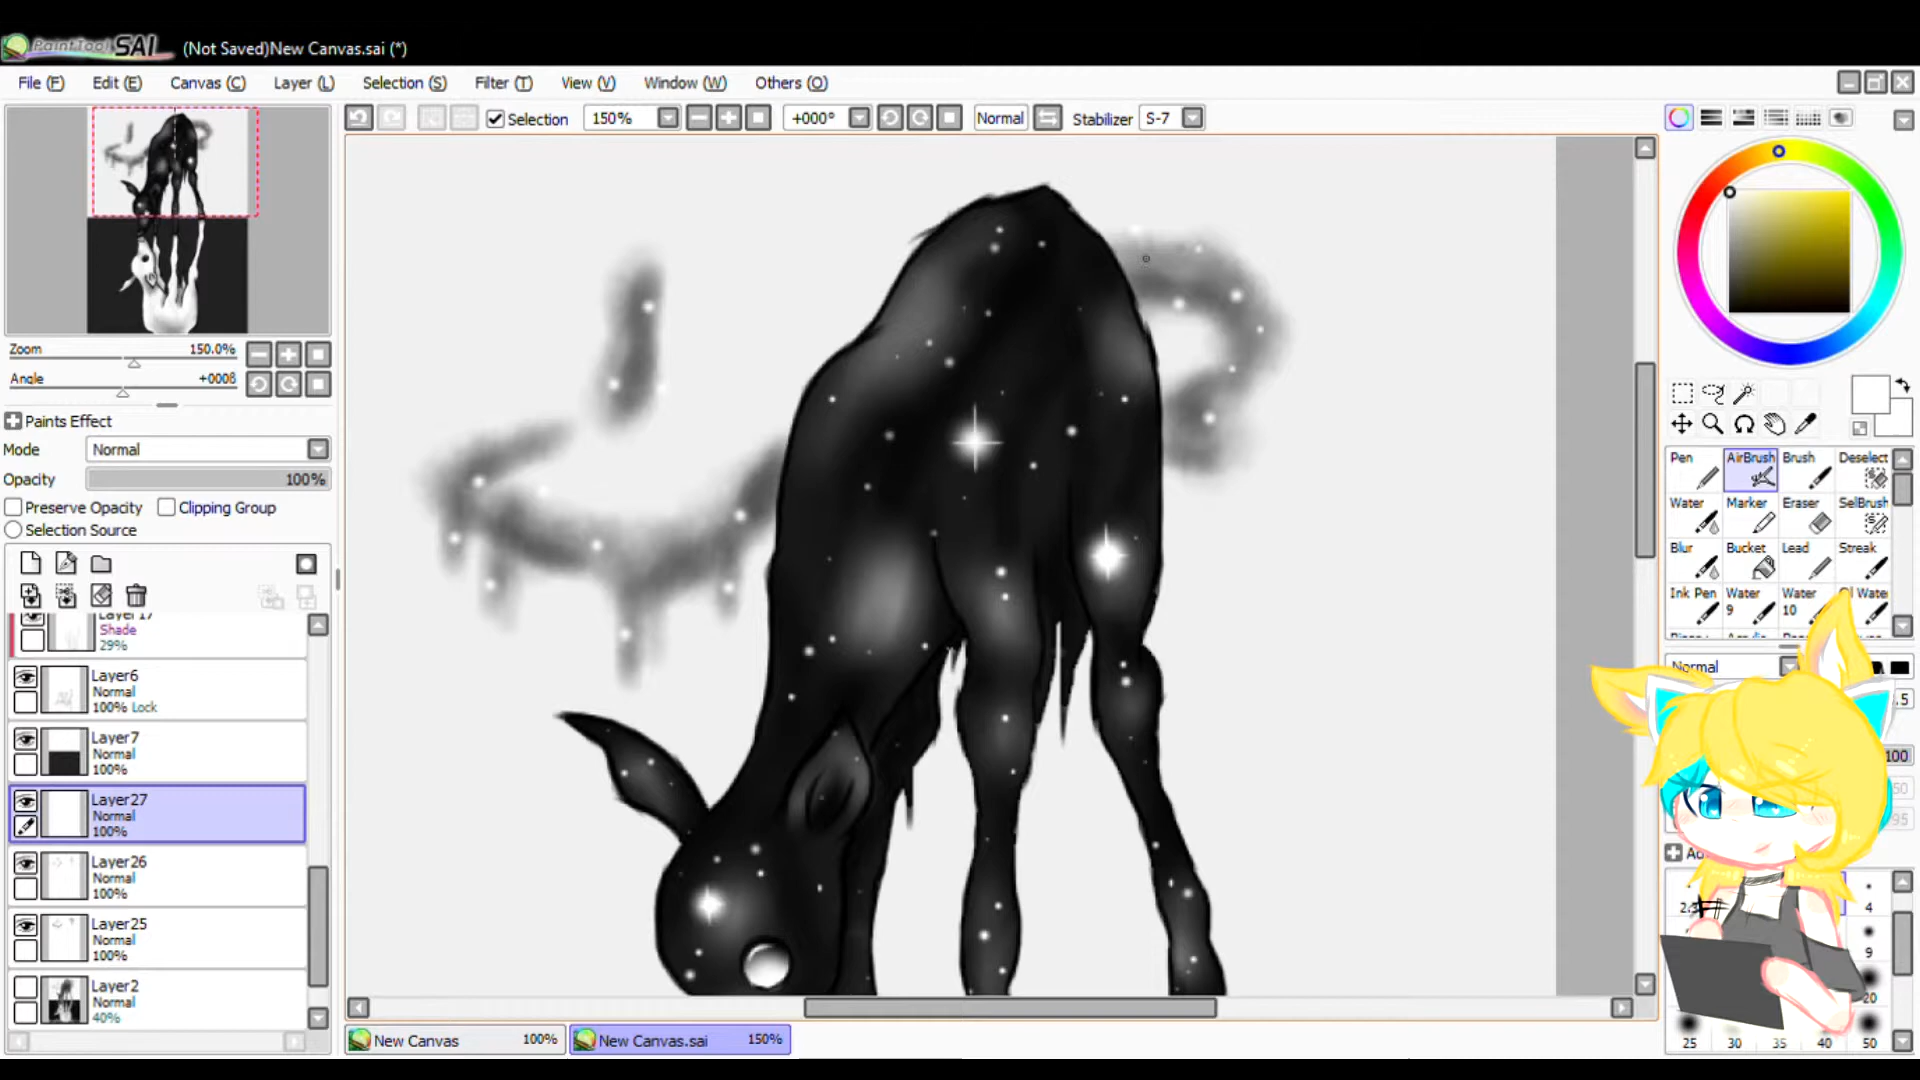 PaintTool SAI (Not Saved)New Canvas.sai (*)
File (F) Edit (E) Canvas (C) Layer (L) Selection (S) Filter (T) View (V) Window (W) Others (O)
Selection 150% +000° Normal Stabilizer S-7
Zoom 150.0%
Angle
Paints Effect
Mode Normal
Opacity 100%
Preserve Opacity Clipping Group
Selection Source
Layer17
Shade
29%
Layer6
Normal
100% Lock
Layer7
Normal
100%
Layer27
Normal
100%
Layer26
Normal
100%
Layer25
Normal
100%
Layer2
Normal
40%
New Canvas 100% New Canvas.sai 150%
Pen AirBrush Brush Deselect
Water Marker Eraser SelBrush
Blur Bucket Lead Streak
Ink Pen Water 9 Water 10
Normal
100
4
9
20
25 30 35 40 50